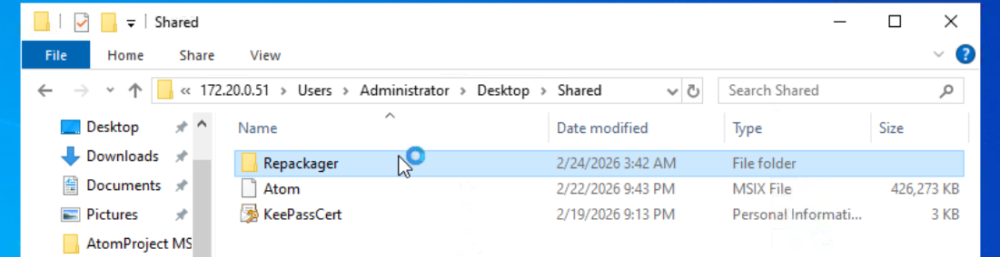 Shared
File Home Share View
« 172.20.0.51 > Users > Administrator > Desktop > Shared Search Shared
Desktop
Downloads
Documents
Pictures
AtomProject MS
Name Date modified Type Size
Repackager 2/24/2026 3:42 AM File folder
Atom 2/22/2026 9:43 PM MSIX File 426,273 KB
KeePassCert 2/19/2026 9:13 PM Personal Informati... 3 KB